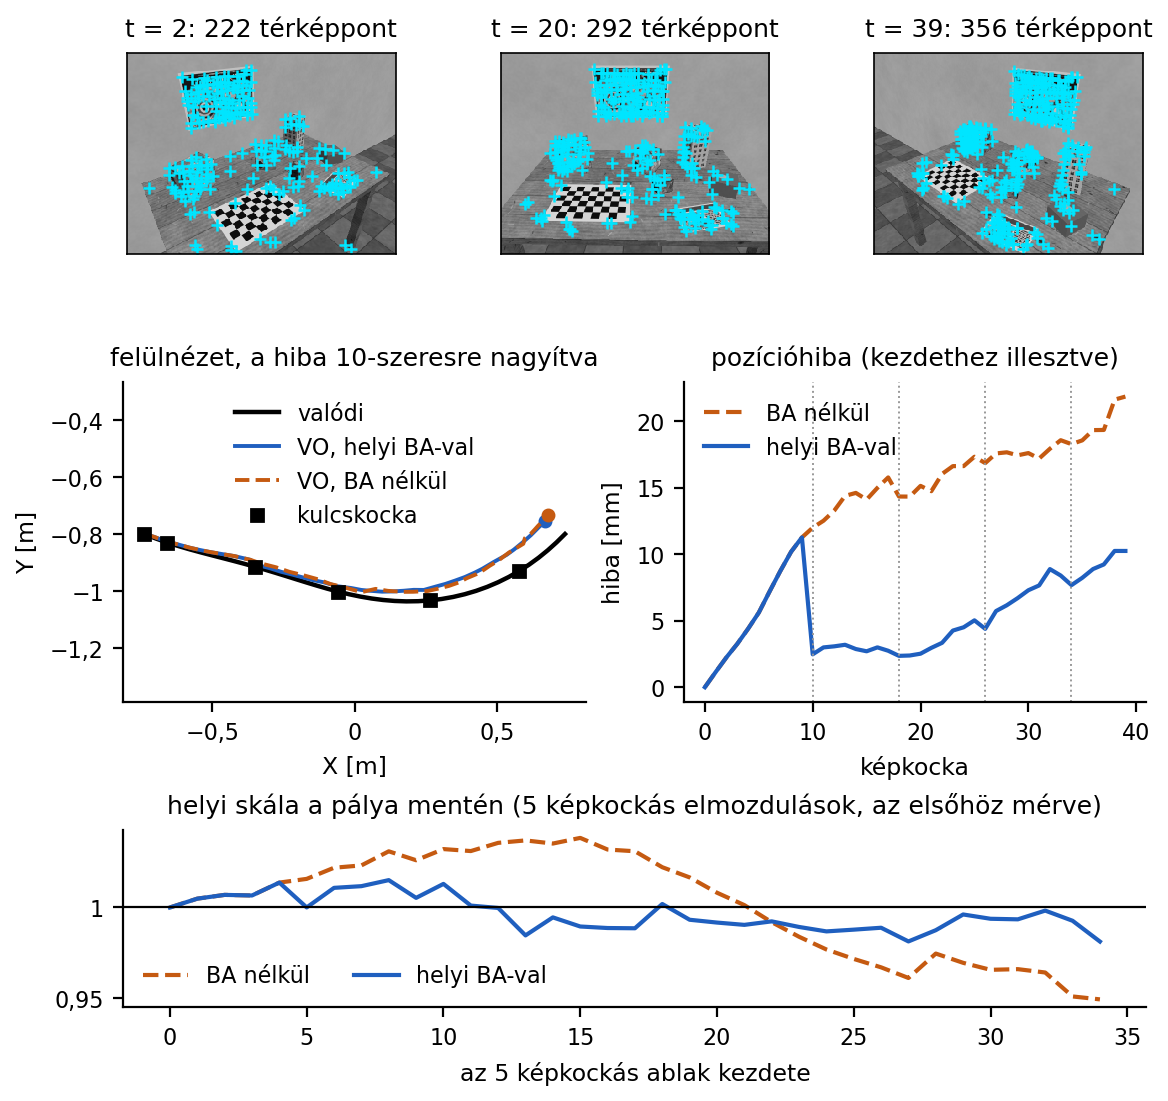 t = 2: 222 térképpont
t = 20: 292 térképpont
t = 39: 356 térképpont
felülnézet, a hiba 10-szeresre nagyítva
valódi
VO, helyi BA-val
VO, BA nélkül
kulcskocka
−0,4
−0,6
−0,8
−1
−1,2
Y [m]
−0,5
0
0,5
X [m]
pozícióhiba (kezdethez illesztve)
BA nélkül
helyi BA-val
20
15
10
5
0
hiba [mm]
0
10
20
30
40
képkocka
helyi skála a pálya mentén (5 képkockás elmozdulások, az elsőhöz mérve)
1
0,95
BA nélkül
helyi BA-val
0
5
10
15
20
25
30
35
az 5 képkockás ablak kezdete